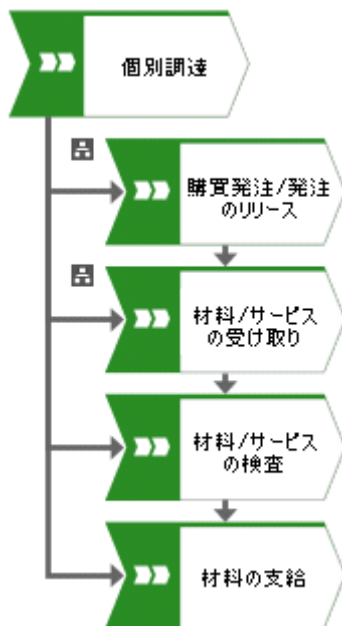 個別調達
購買発注/発注
のリリース
材料/サービス
の受け取り
材料/サービス
の検査
材料の支給